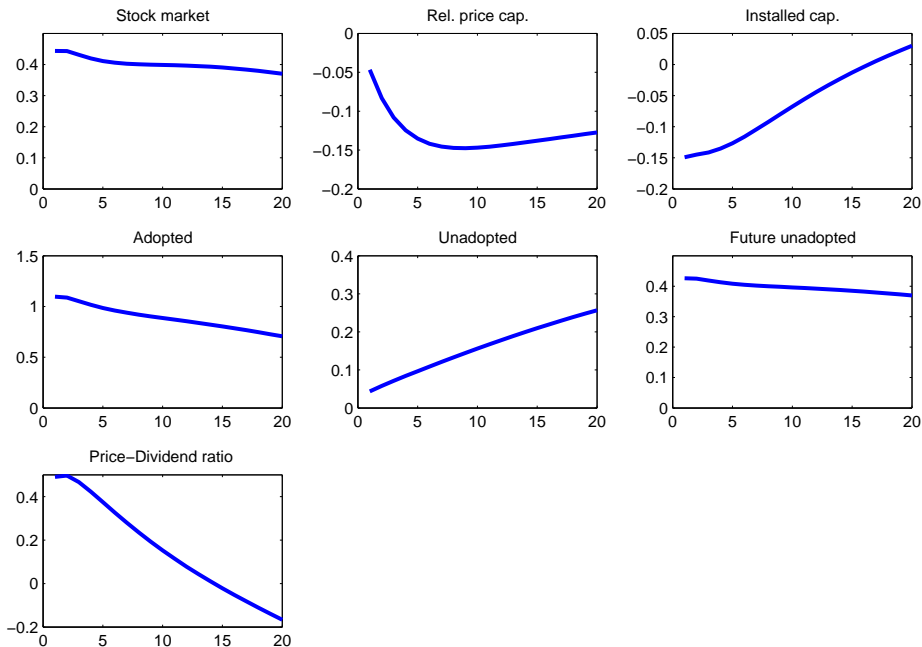 Stock market
0.4
0.3
0.2
0.1
0
0 5 10 15 20
Rel. price cap.
0
−0.05
−0.1
−0.15
−0.2
0 5 10 15 20
Installed cap.
0.05
0
−0.05
−0.1
−0.15
−0.2
0 5 10 15 20
Adopted
1.5
1
0.5
0
0 5 10 15 20
Unadopted
0.4
0.3
0.2
0.1
0
0 5 10 15 20
Future unadopted
0.4
0.3
0.2
0.1
0
0 5 10 15 20
Price−Dividend ratio
0.4
0.2
0
−0.2
0 5 10 15 20